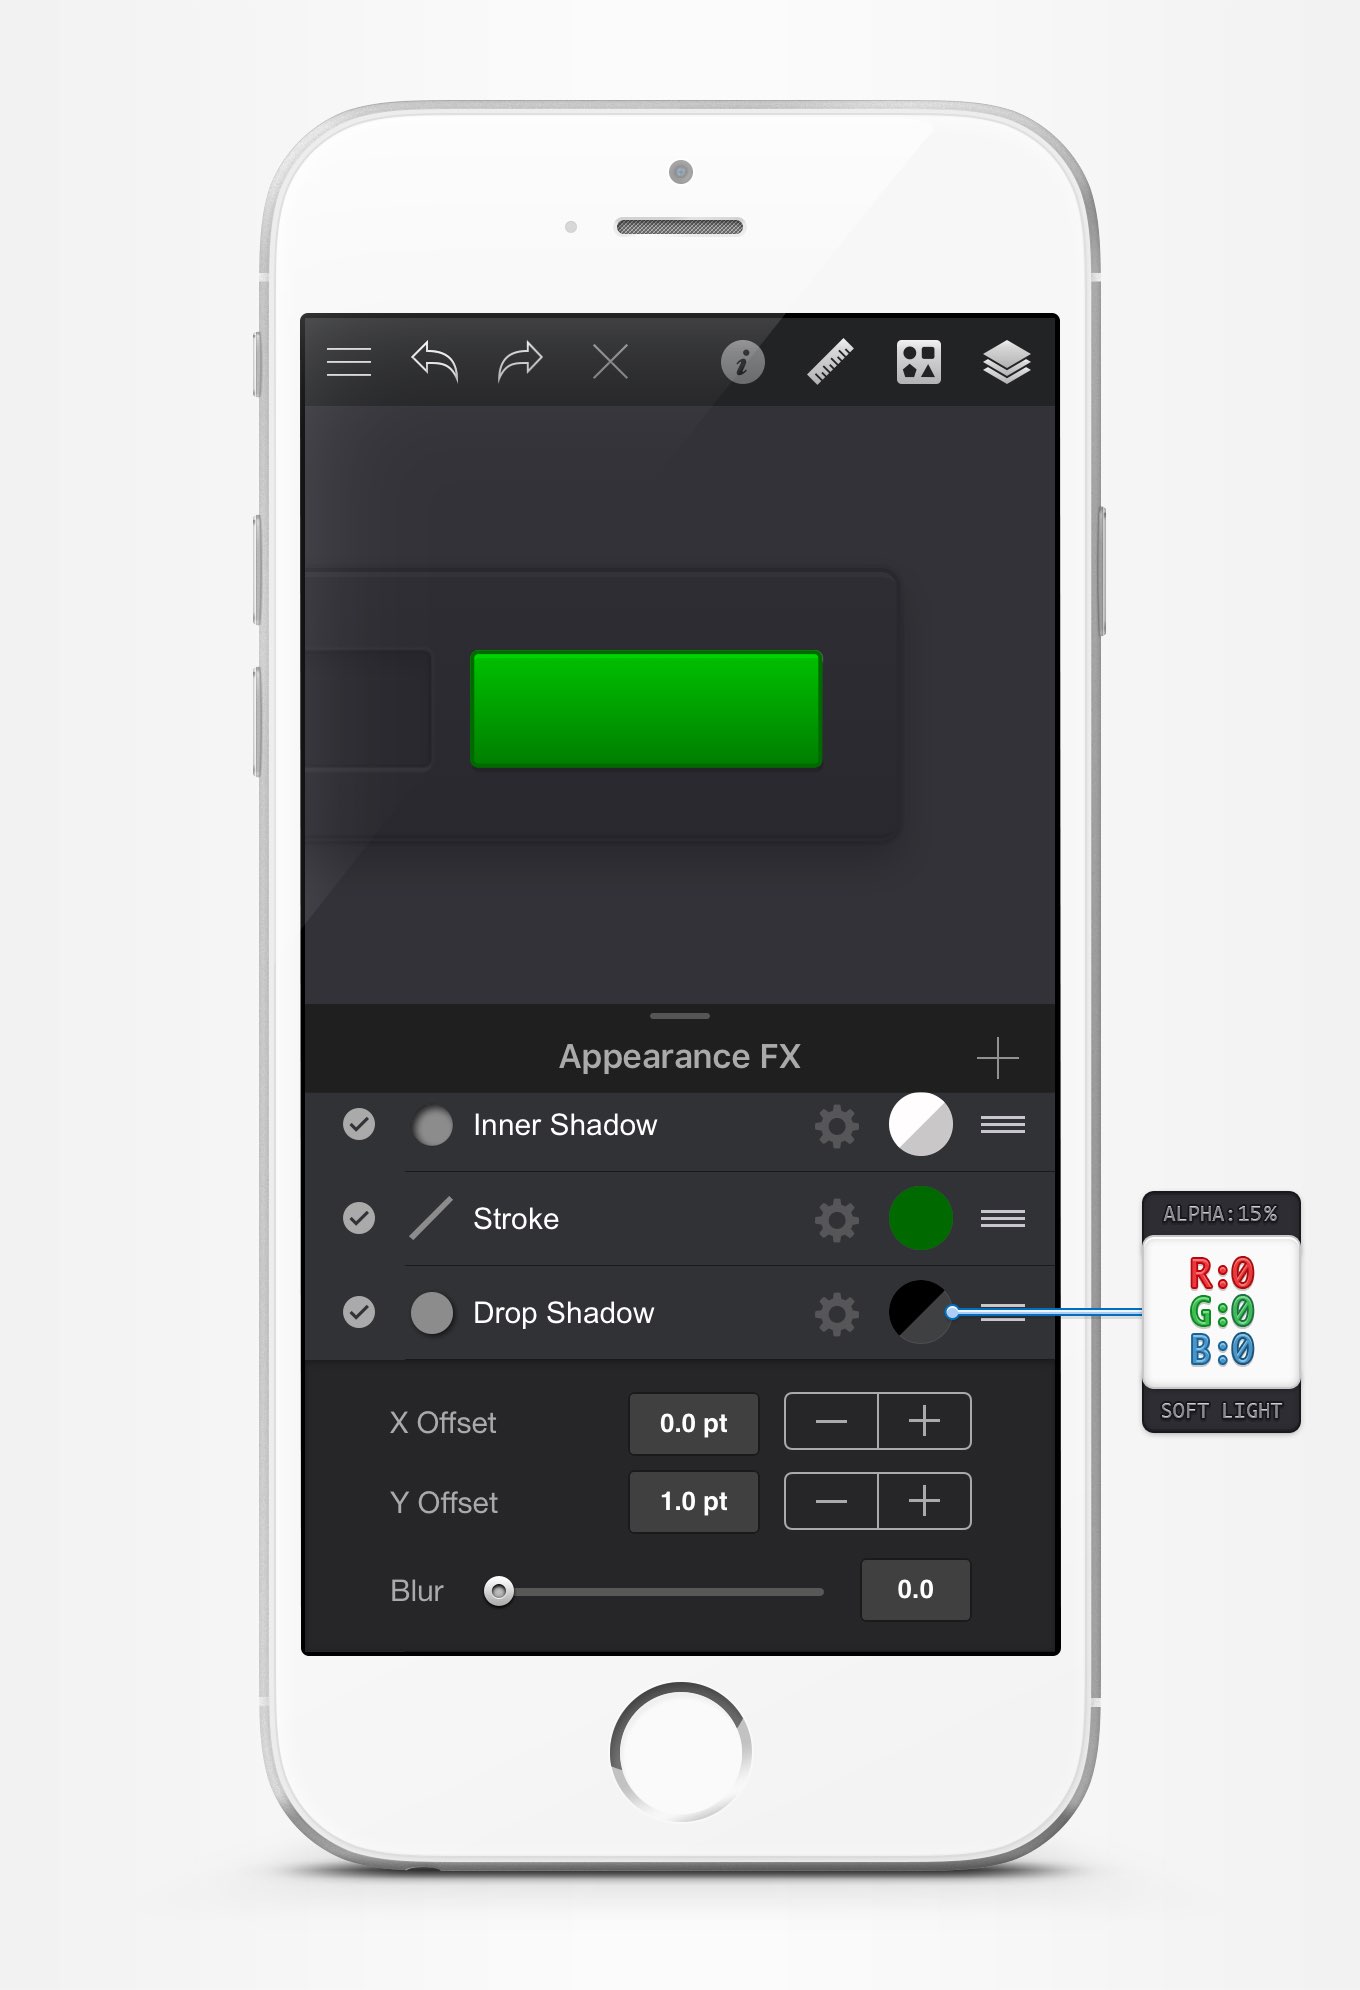 Appearance FX
Inner Shadow
Stroke
Drop Shadow
X Offset 0.0 pt
Y Offset 1.0 pt
Blur 0.0
ALPHA:15%
R:0
G:0
B:0
SOFT LIGHT